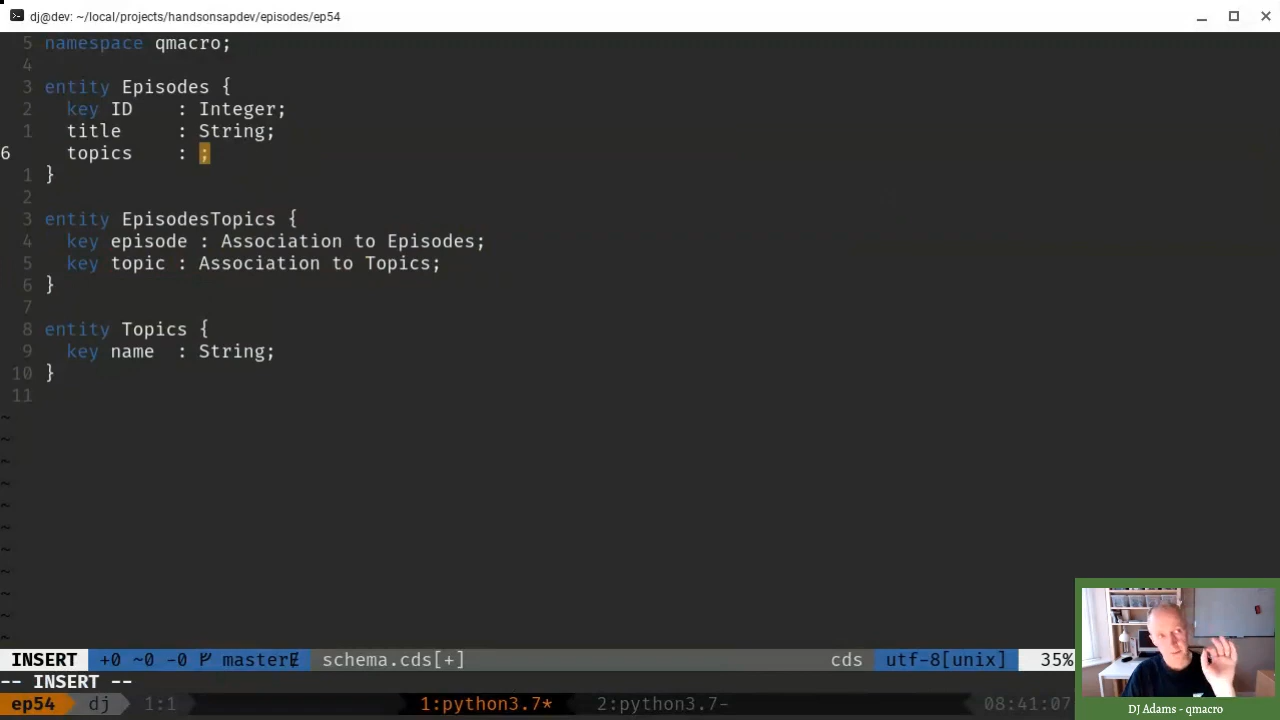 dj@dev: ~/local/projects/handsonsapdev/episodes/ep54
5 namespace qmacro;
4
3 entity Episodes {
2 key ID : Integer;
1 title : String;
6 topics : ;
1 }
2
3 entity EpisodesTopics {
4 key episode : Association to Episodes;
5 key topic : Association to Topics;
6 }
7
8 entity Topics {
9 key name : String;
10 }
11
~
~
~
~
~
~
~
~
~
~
~
INSERT +0 ~0 -0 master schema.cds[+] cds utf-8[unix] 35%
-- INSERT --
ep54 dj 1:1 1:python3.7* 2:python3.7- 08:41:07
DJ Adams - qmacro